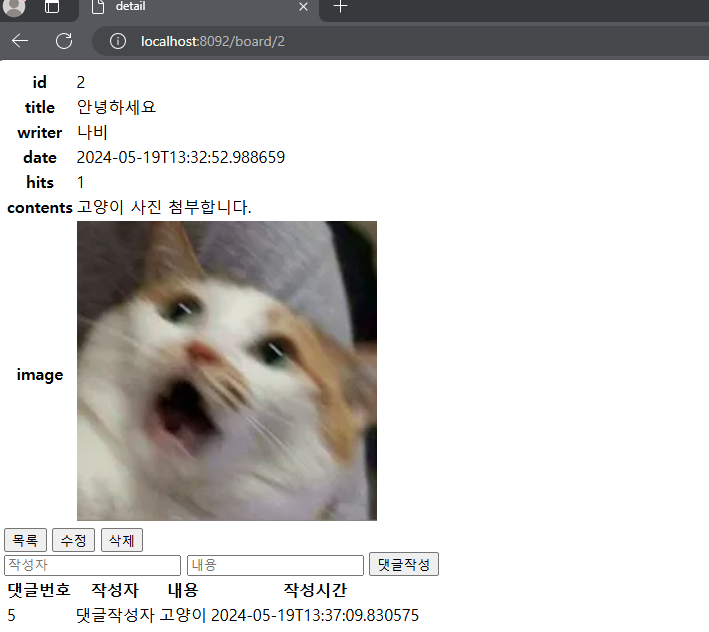 detail
localhost:8092/board/2
id 2
title 안녕하세요
writer 나비
date 2024-05-19T13:32:52.988659
hits 1
contents 고양이 사진 첨부합니다.
image
목록 수정 삭제
작성자 내용 댓글작성
댓글번호 작성자 내용 작성시간
5 댓글작성자 고양이 2024-05-19T13:37:09.830575